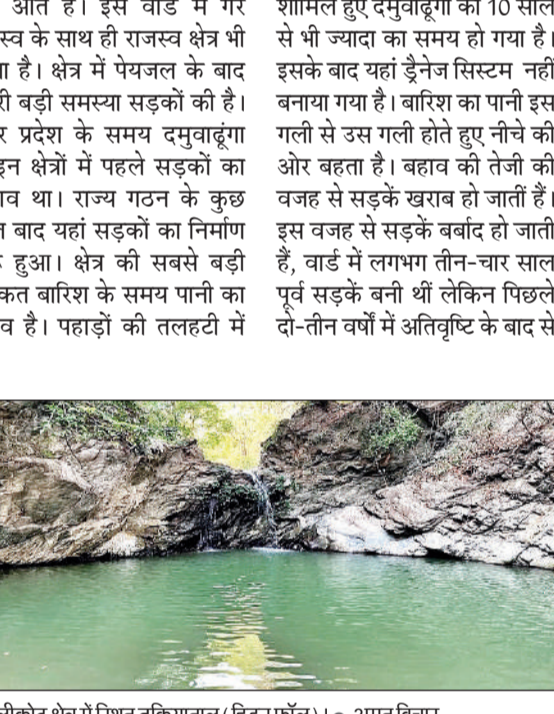 आते हैं। इस वार्ड में गैर
स्व के साथ ही राजस्व क्षेत्र भी
है। क्षेत्र में पेयजल के बाद
री बड़ी समस्या सड़कों की है।
र प्रदेश के समय दमुवाढूंगा
इन क्षेत्रों में पहले सड़कों का
व था। राज्य गठन के कुछ
बाद यहां सड़कों का निर्माण
हुआ। क्षेत्र की सबसे बड़ी
कत बारिश के समय पानी का
व है। पहाड़ों की तलहटी में
शामिल हुए दमुवाढूंगा को 10 साल
से भी ज्यादा का समय हो गया है।
इसके बाद यहां ड्रैनेज सिस्टम नहीं
बनाया गया है। बारिश का पानी इस
गली से उस गली होते हुए नीचे की
ओर बहता है। बहाव की तेजी की
वजह से सड़कें खराब हो जातीं हैं।
इस वजह से सड़कें बर्बाद हो जाती
हैं, वार्ड में लगभग तीन-चार साल
पूर्व सड़कें बनी थीं लेकिन पिछले
दो-तीन वर्षों में अतिवृष्टि के बाद से